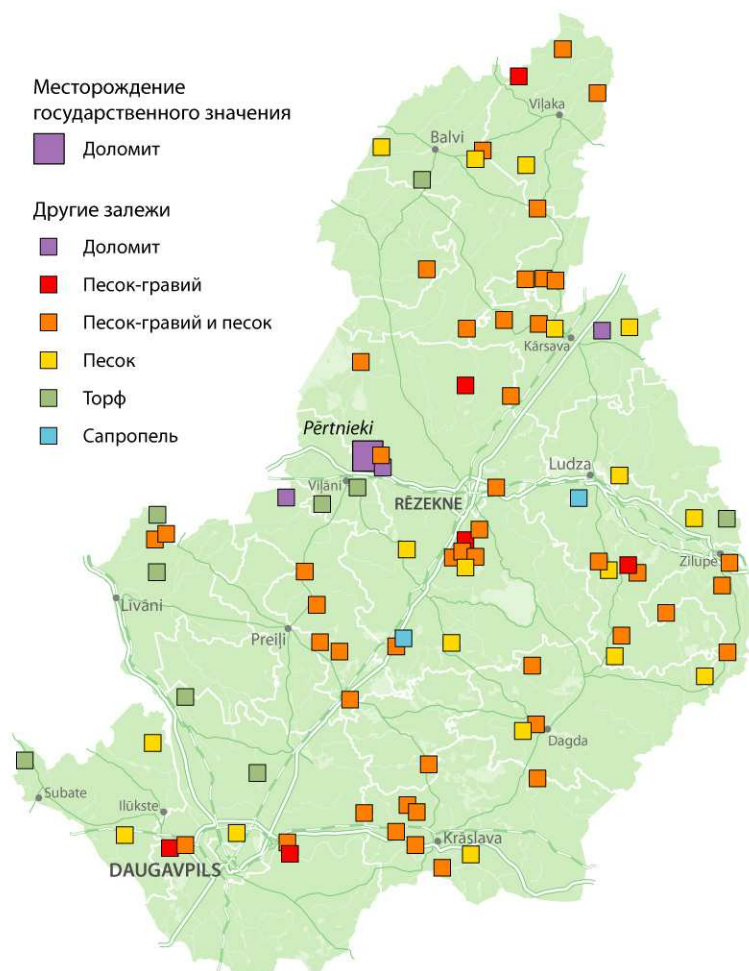 Месторождение
государственного значения
Доломит
Другие залежи
Доломит
Песок-гравий
Песок-гравий и песок
Песок
Торф
Сапропель
Viļaka
Balvi
Kārsava
Pērtnieki
Viļāni
Ludza
RĒZEKNE
Zilupe
Līvāni
Preiļi
Dagda
Subate
Ilūkste
Krāslava
DAUGAVPILS